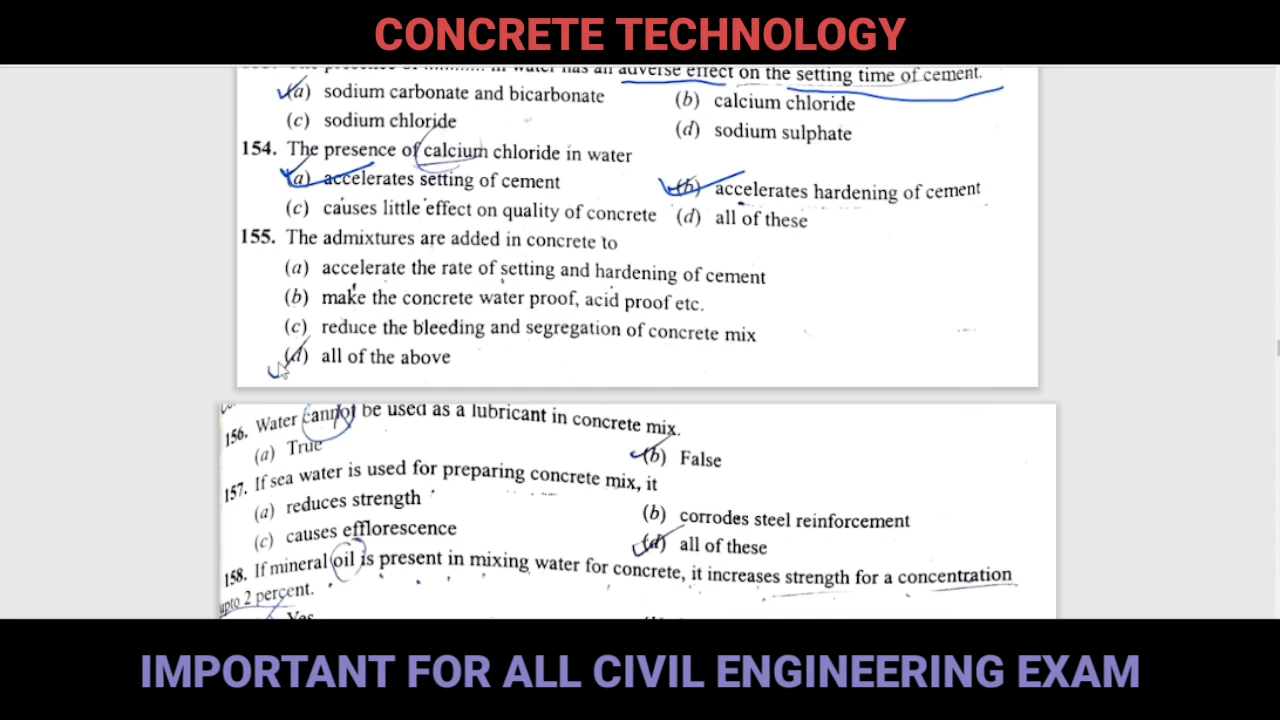 CONCRETE TECHNOLOGY
The presence of ............ in water has an adverse effect on the setting time of cement.
(a) sodium carbonate and bicarbonate (b) calcium chloride
(c) sodium chloride (d) sodium sulphate
154. The presence of calcium chloride in water
(a) accelerates setting of cement (b) accelerates hardening of cement
(c) causes little effect on quality of concrete (d) all of these
155. The admixtures are added in concrete to
(a) accelerate the rate of setting and hardening of cement
(b) make the concrete water proof, acid proof etc.
(c) reduce the bleeding and segregation of concrete mix
(d) all of the above
156. Water cannot be used as a lubricant in concrete mix.
(a) True (b) False
157. If sea water is used for preparing concrete mix, it
(a) reduces strength (b) corrodes steel reinforcement
(c) causes efflorescence (d) all of these
158. If mineral oil is present in mixing water for concrete, it increases strength for a concentration
upto 2 percent.
Yes
IMPORTANT FOR ALL CIVIL ENGINEERING EXAM